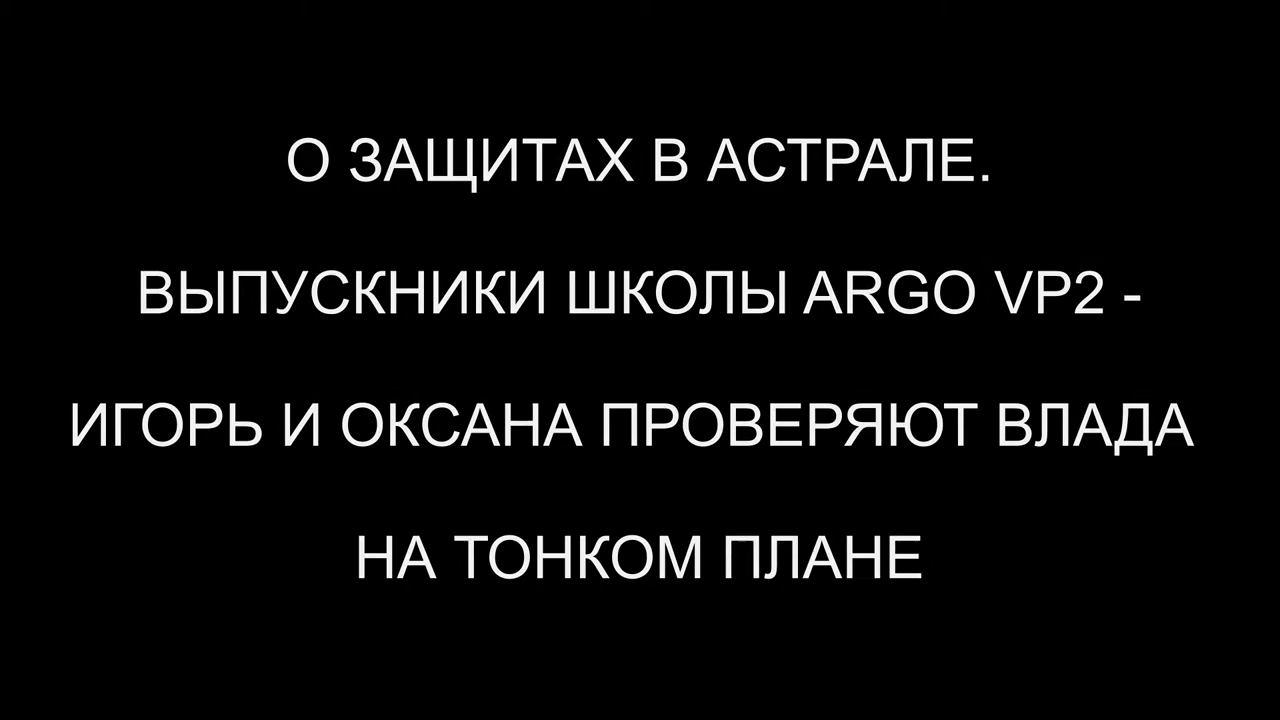 О ЗАЩИТАХ В АСТРАЛЕ.
ВЫПУСКНИКИ ШКОЛЫ ARGO VP2 -
ИГОРЬ И ОКСАНА ПРОВЕРЯЮТ ВЛАДА
НА ТОНКОМ ПЛАНЕ